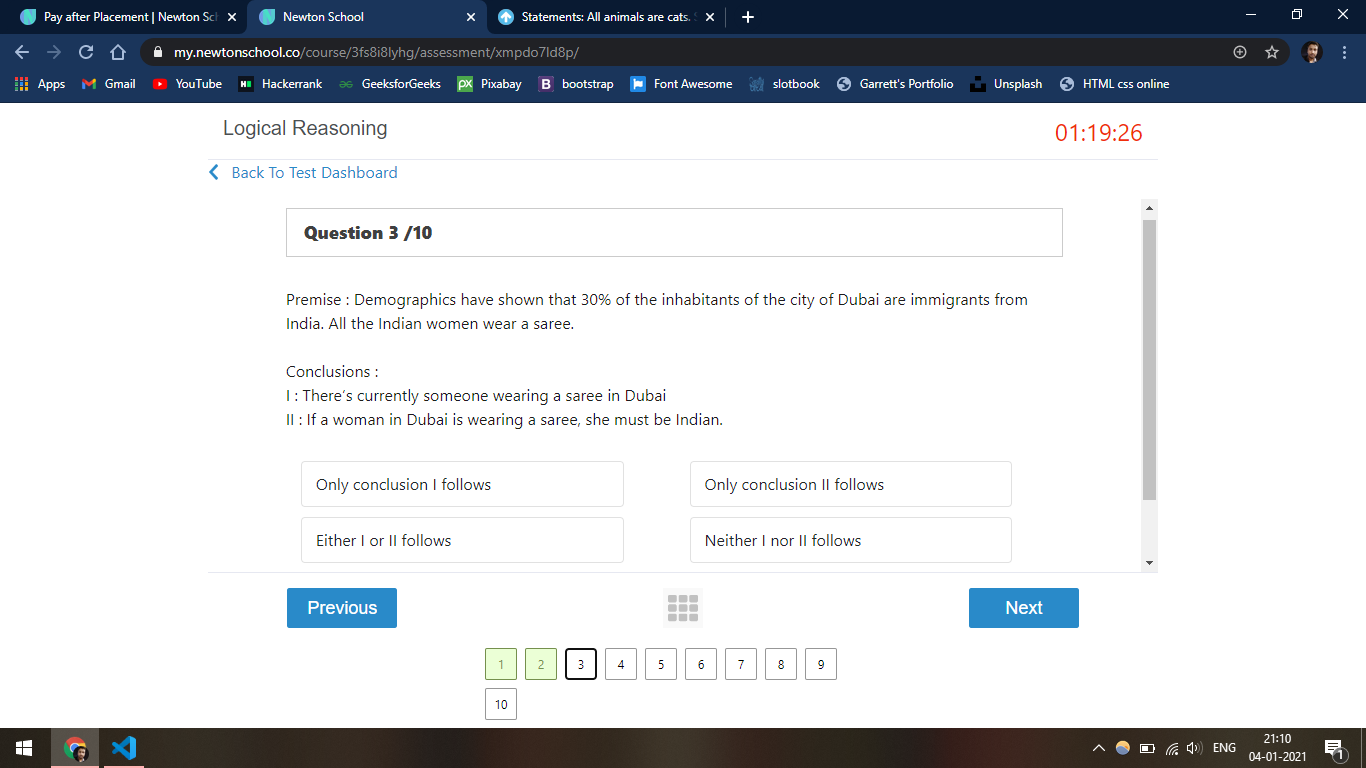 Pay after Placement | Newton Sch
Newton School
Statements: All animals are cats. S
my.newtonschool.co/course/3fs8i8lyhg/assessment/xmpdo7ld8p/
Apps Gmail YouTube Hackerrank GeeksforGeeks Pixabay bootstrap Font Awesome slotbook Garrett's Portfolio Unsplash HTML css online
Logical Reasoning
01:19:26
Back To Test Dashboard
Question 3 /10
Premise : Demographics have shown that 30% of the inhabitants of the city of Dubai are immigrants from
India. All the Indian women wear a saree.
Conclusions :
I : There's currently someone wearing a saree in Dubai
II : If a woman in Dubai is wearing a saree, she must be Indian.
Only conclusion I follows
Only conclusion II follows
Either I or II follows
Neither I nor II follows
Previous
Next
1 2 3 4 5 6 7 8 9
10
ENG
21:10
04-01-2021
1